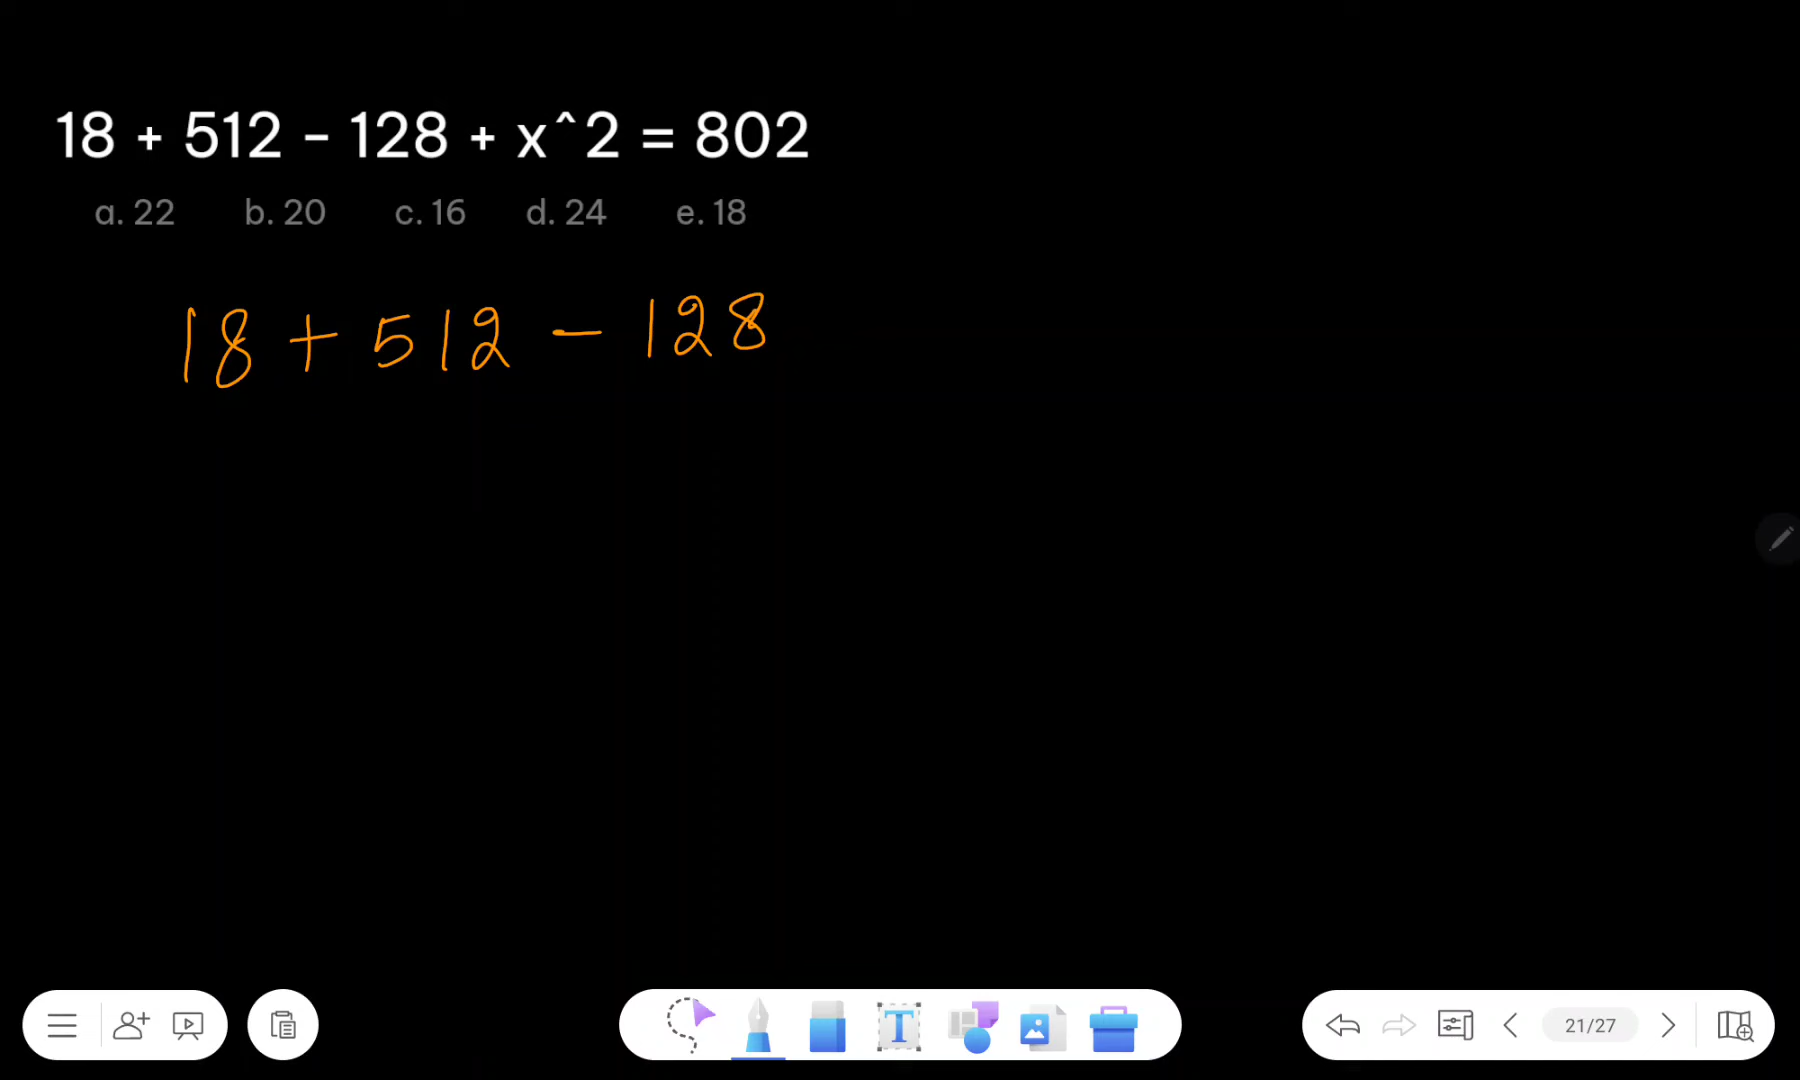 18 + 512 - 128 + x^2 = 802
a. 22 b. 20 c. 16 d. 24 e. 18
18 + 512 - 128
T
21/27